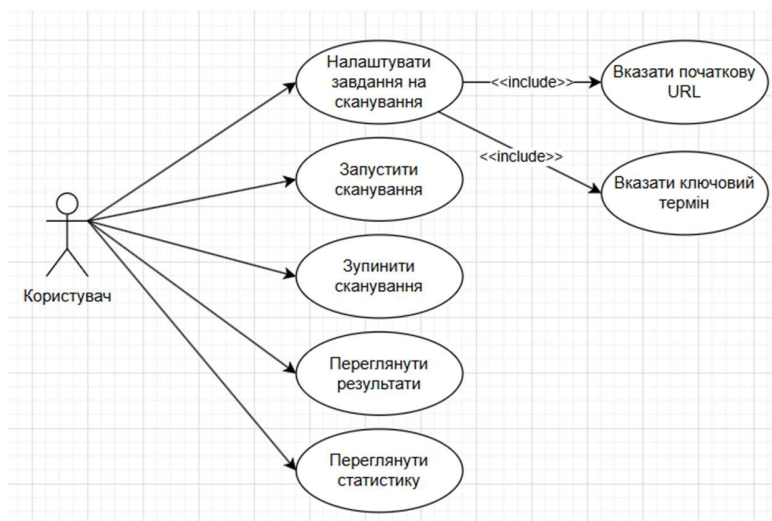 Налаштувати
завдання на
сканування
<<include>>
Вказати початкову
URL
<<include>>
Запустити
сканування
Вказати ключовий
термін
Користувач
Зупинити
сканування
Переглянути
результати
Переглянути
статистику